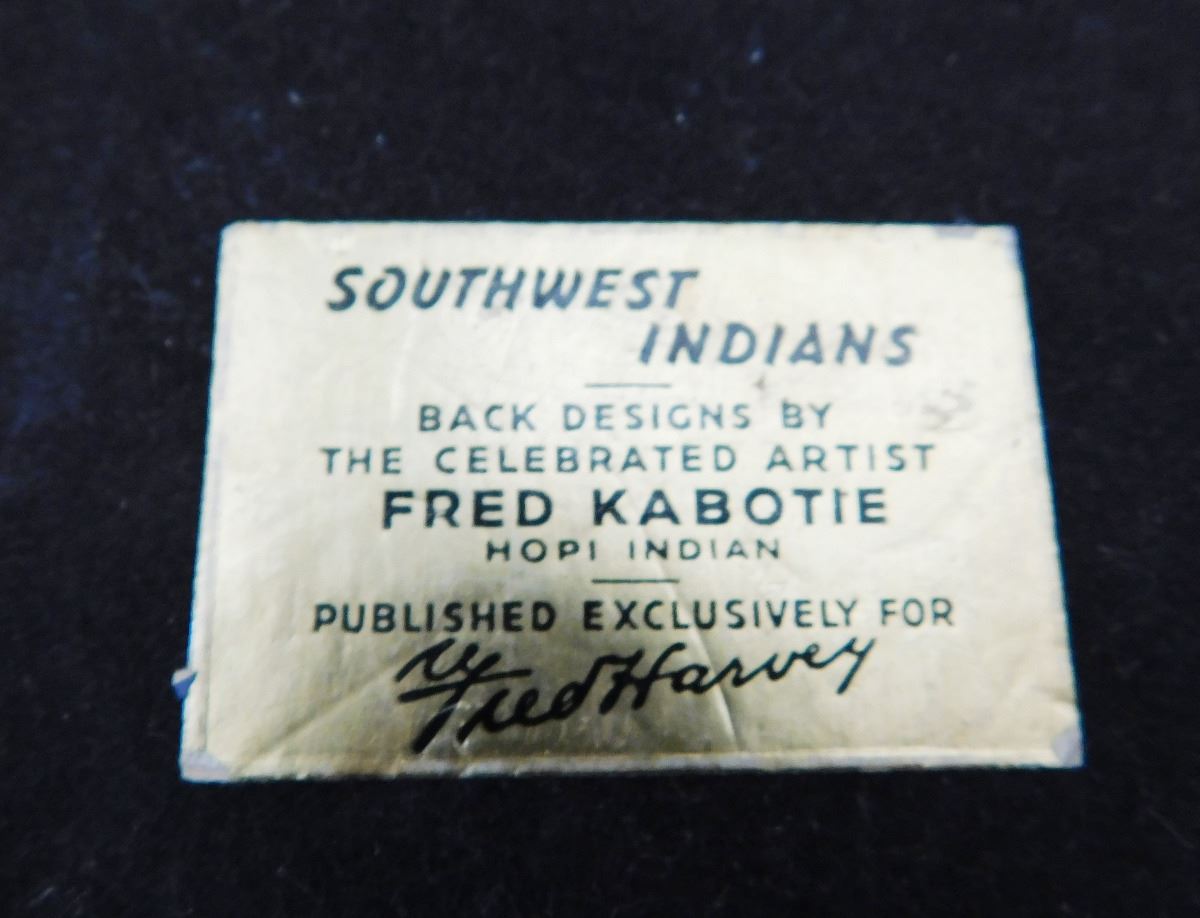 SOUTHWEST
INDIANS
BACK DESIGNS BY
THE CELEBRATED ARTIST
FRED KABOTIE
HOPI INDIAN
PUBLISHED EXCLUSIVELY FOR
Fred Harvey